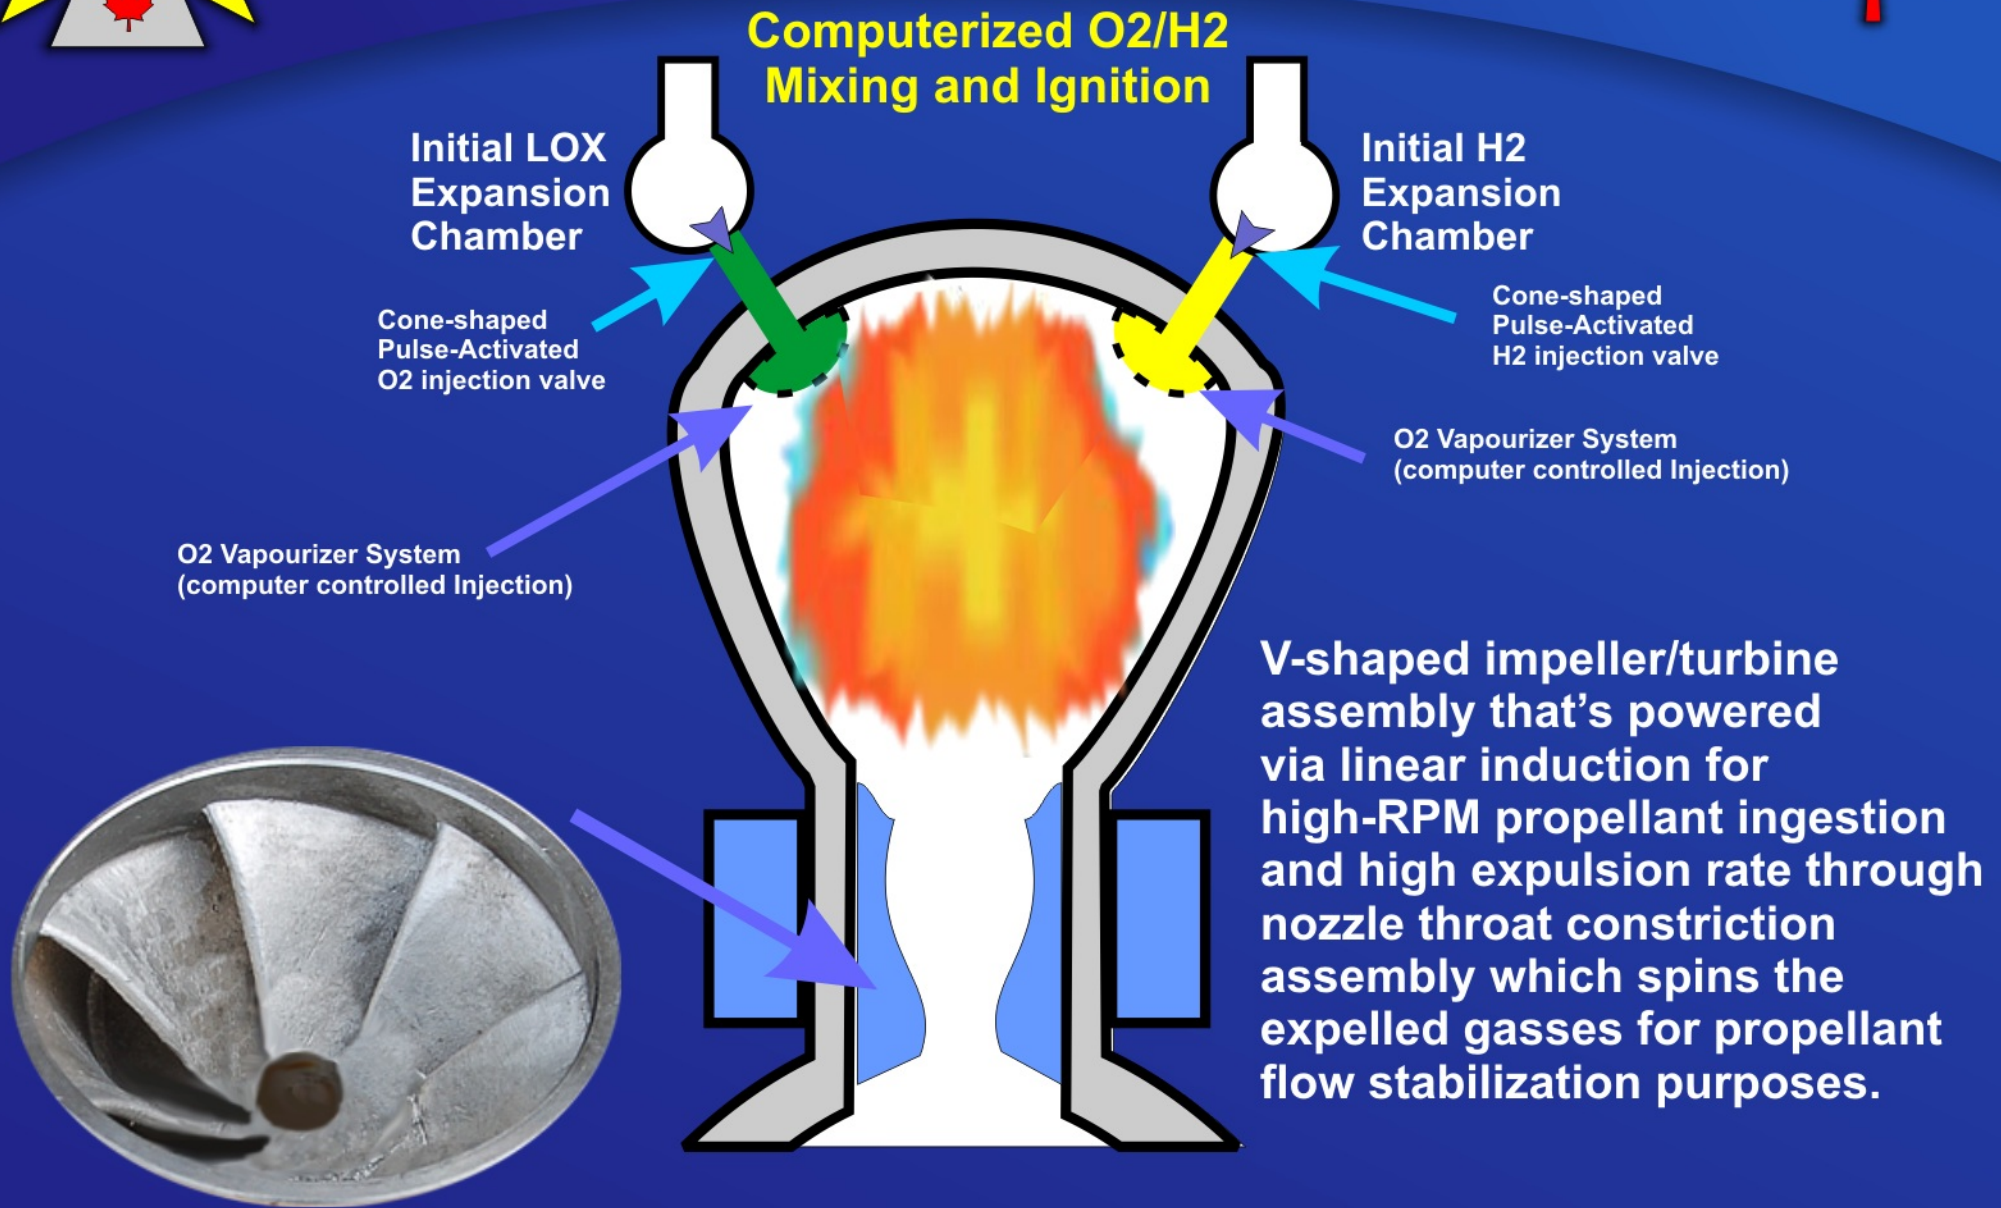 Computerized O2/H2
Mixing and Ignition
Initial LOX
Expansion
Chamber
Initial H2
Expansion
Chamber
Cone-shaped
Pulse-Activated
O2 injection valve
Cone-shaped
Pulse-Activated
H2 injection valve
O2 Vapourizer System
(computer controlled Injection)
O2 Vapourizer System
(computer controlled Injection)
V-shaped impeller/turbine
assembly that’s powered
via linear induction for
high-RPM propellant ingestion
and high expulsion rate through
nozzle throat constriction
assembly which spins the
expelled gasses for propellant
flow stabilization purposes.